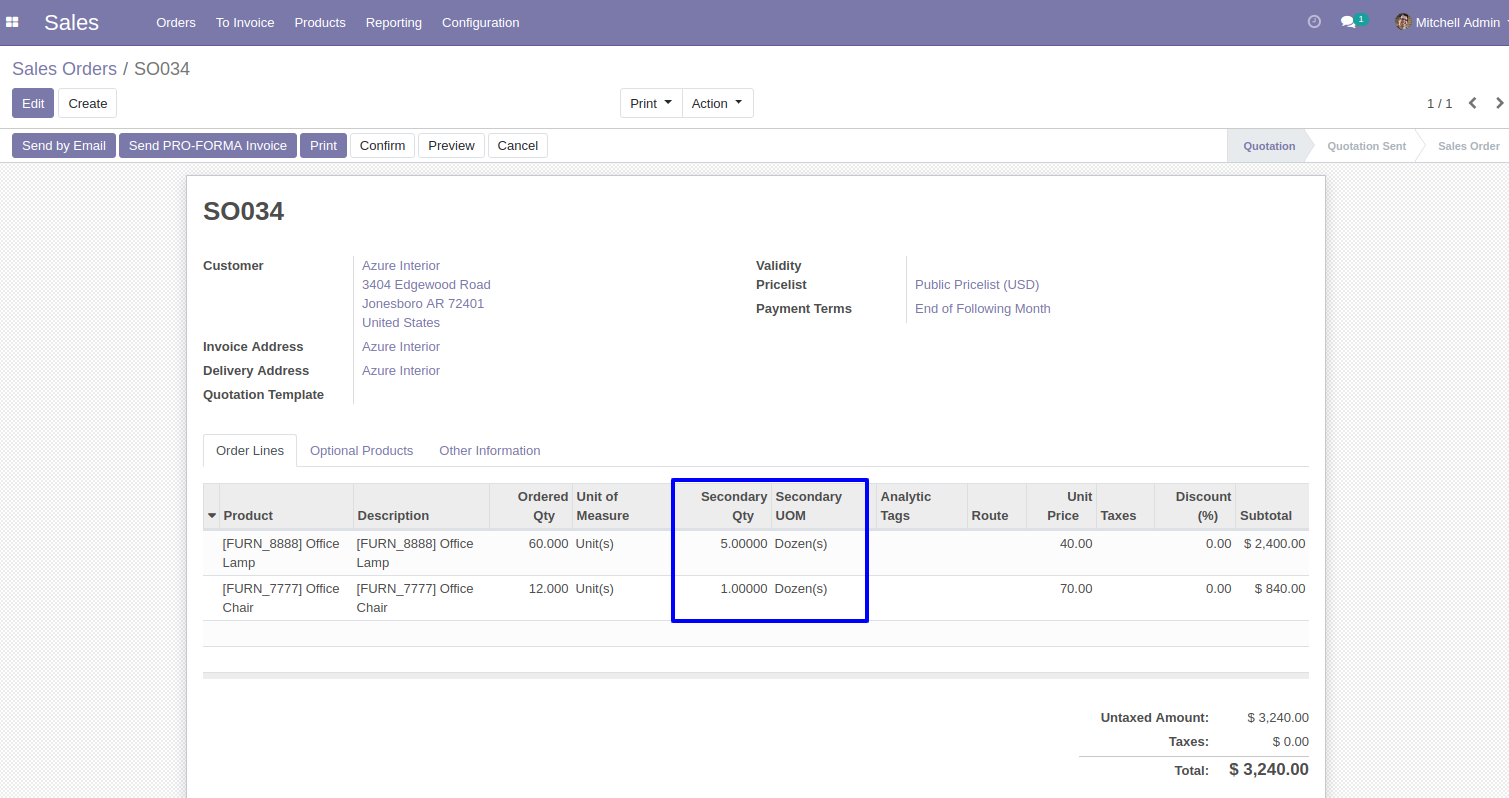 Sales Orders To Invoice Products Reporting Configuration 1 Mitchell Admin
Sales Orders / SO034
Edit Create Print Action 1 / 1
Send by Email Send PRO-FORMA Invoice Print Confirm Preview Cancel Quotation Quotation Sent Sales Order
SO034
Customer Azure Interior
3404 Edgewood Road
Jonesboro AR 72401
United States
Invoice Address Azure Interior
Delivery Address Azure Interior
Quotation Template
Validity
Pricelist Public Pricelist (USD)
Payment Terms End of Following Month
Order Lines Optional Products Other Information
Ordered Unit of Secondary Secondary Analytic Unit Discount
Product Description Qty Measure Qty UOM Tags Route Price Taxes (%) Subtotal
[FURN_8888] Office [FURN_8888] Office 60.000 Unit(s) 5.00000 Dozen(s) 40.00 0.00 $ 2,400.00
Lamp Lamp
[FURN_7777] Office [FURN_7777] Office 12.000 Unit(s) 1.00000 Dozen(s) 70.00 0.00 $ 840.00
Chair Chair
Untaxed Amount: $ 3,240.00
Taxes: $ 0.00
Total: $ 3,240.00